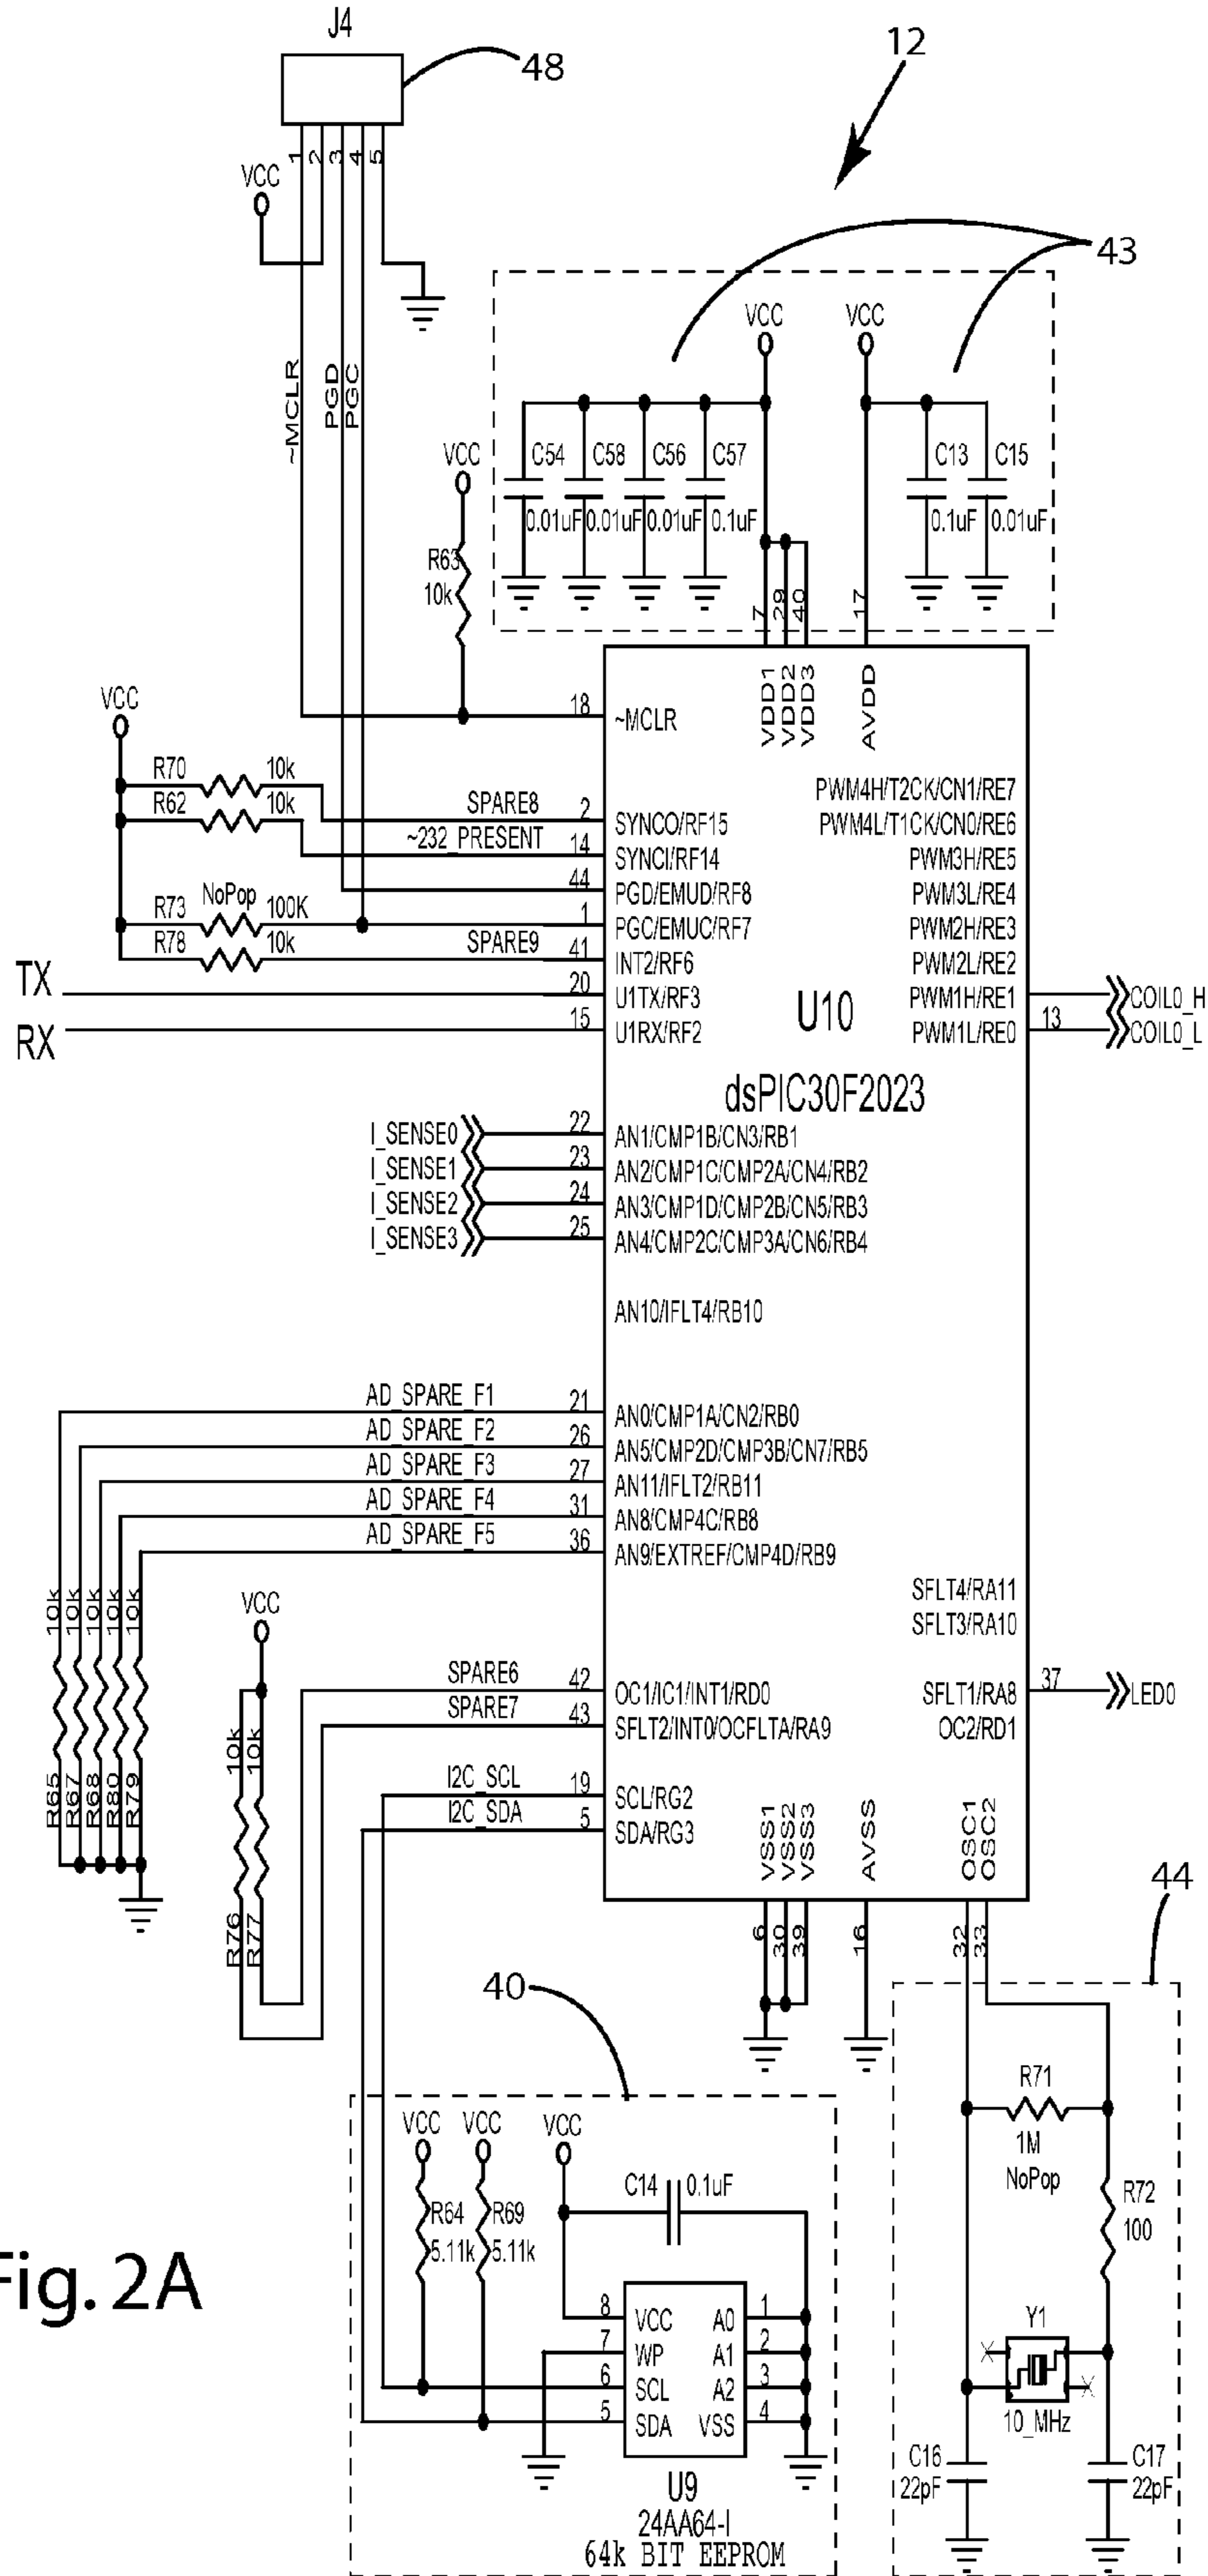 J4
48
12
1 2 3 4 5
VCC
43
VCC VCC
~MCLR PGD PGC
VCC
C54 C58 C56 C57 C13 C15
0.01uF 0.01uF 0.01uF 0.1uF 0.1uF 0.01uF
R63
10k
7 29 40 17
VCC
18 ~MCLR
VDD1 VDD2 VDD3 AVDD
R70 10k
PWM4H/T2CK/CN1/RE7
R62 10k SPARE8 2 SYNCO/RF15 PWM4L/T1CK/CN0/RE6
~232_PRESENT 14 SYNCI/RF14 PWM3H/RE5
44 PGD/EMUD/RF8 PWM3L/RE4
NoPop
R73 100K 1 PGC/EMUC/RF7 PWM2H/RE3
R78 10k SPARE9 41 INT2/RF6 PWM2L/RE2
TX 20 U1TX/RF3 PWM1H/RE1 COIL0_H
RX 15 U1RX/RF2 PWM1L/RE0 13 COIL0_L
U10
dsPIC30F2023
I_SENSE0 22 AN1/CMP1B/CN3/RB1
I_SENSE1 23 AN2/CMP1C/CMP2A/CN4/RB2
I_SENSE2 24 AN3/CMP1D/CMP2B/CN5/RB3
I_SENSE3 25 AN4/CMP2C/CMP3A/CN6/RB4
AN10/IFLT4/RB10
AD_SPARE_F1 21 AN0/CMP1A/CN2/RB0
AD_SPARE_F2 26 AN5/CMP2D/CMP3B/CN7/RB5
AD_SPARE_F3 27 AN11/IFLT2/RB11
AD_SPARE_F4 31 AN8/CMP4C/RB8
AD_SPARE_F5 36 AN9/EXTREF/CMP4D/RB9
10k 10k 10k 10k 10k
VCC
SFLT4/RA11
SFLT3/RA10
SPARE6 42 OC1/IC1/INT1/RD0 SFLT1/RA8 37 LED0
SPARE7 43 SFLT2/INT0/OCFLTA/RA9 OC2/RD1
10k 10k
R65 R67 R68 R80 R79
I2C_SCL 19 SCL/RG2
I2C_SDA 5 SDA/RG3
VSS1 VSS2 VSS3 AVSS OSC1 OSC2
44
R76 R77
6 30 39 16 32 33
40
R71
1M
NoPop
VCC VCC VCC
C14 0.1uF
R64 R69
5.11k 5.11k
R72
100
Fig. 2A
8 VCC A0 1
7 WP A1 2
6 SCL A2 3
5 SDA VSS 4
Y1
10_MHz
C16
22pF
C17
22pF
U9
24AA64-I
64k BIT EEPROM